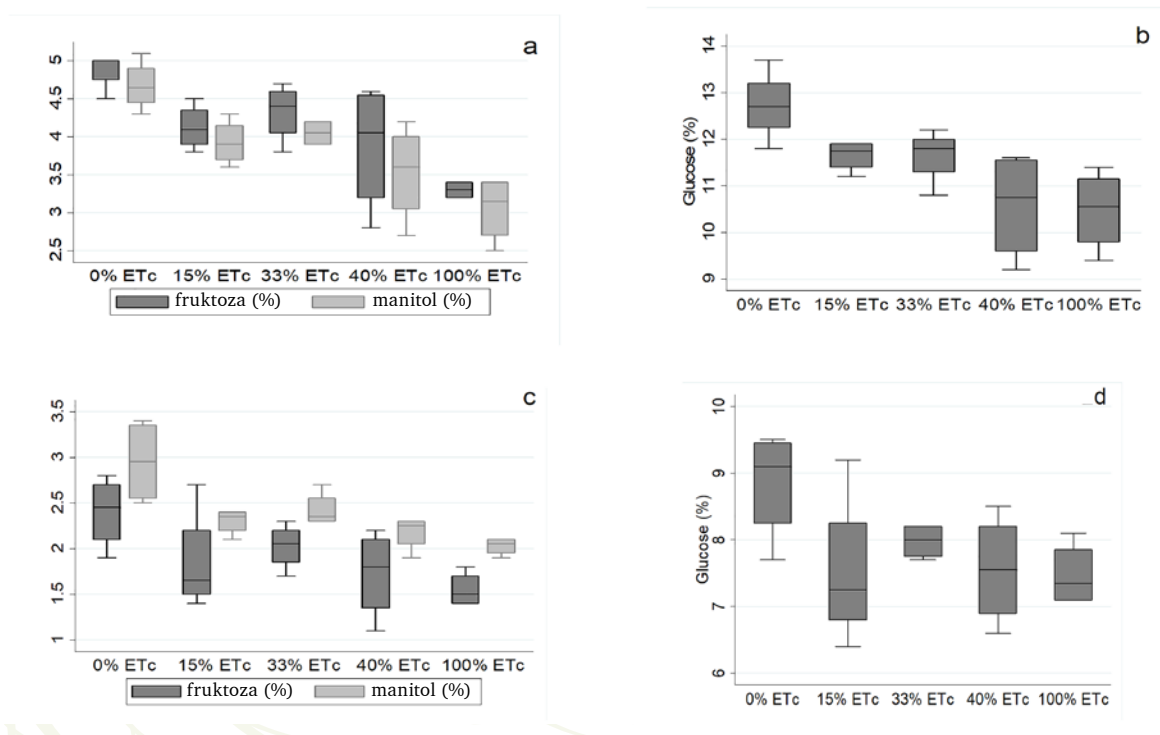 a
5
4.5
4
3.5
3
2.5
0% ETc 15% ETc 33% ETc 40% ETc 100% ETc
fruktoza (%) manitol (%)
b
Glucose (%)
14
13
12
11
10
9
0% ETc 15% ETc 33% ETc 40% ETc 100% ETc
c
3.5
3
2.5
2
1.5
1
0% ETc 15% ETc 33% ETc 40% ETc 100% ETc
fruktoza (%) manitol (%)
d
Glucose (%)
10
9
8
7
6
0% ETc 15% ETc 33% ETc 40% ETc 100% ETc